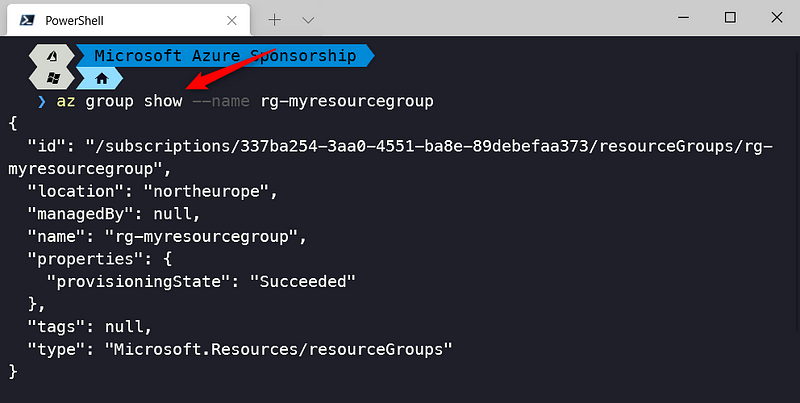 PowerShell
Microsoft Azure Sponsorship
❯ az group show --name rg-myresourcegroup
{
  "id": "/subscriptions/337ba254-3aa0-4551-ba8e-89debefaa373/resourceGroups/rg-
myresourcegroup",
  "location": "northeurope",
  "managedBy": null,
  "name": "rg-myresourcegroup",
  "properties": {
    "provisioningState": "Succeeded"
  },
  "tags": null,
  "type": "Microsoft.Resources/resourceGroups"
}